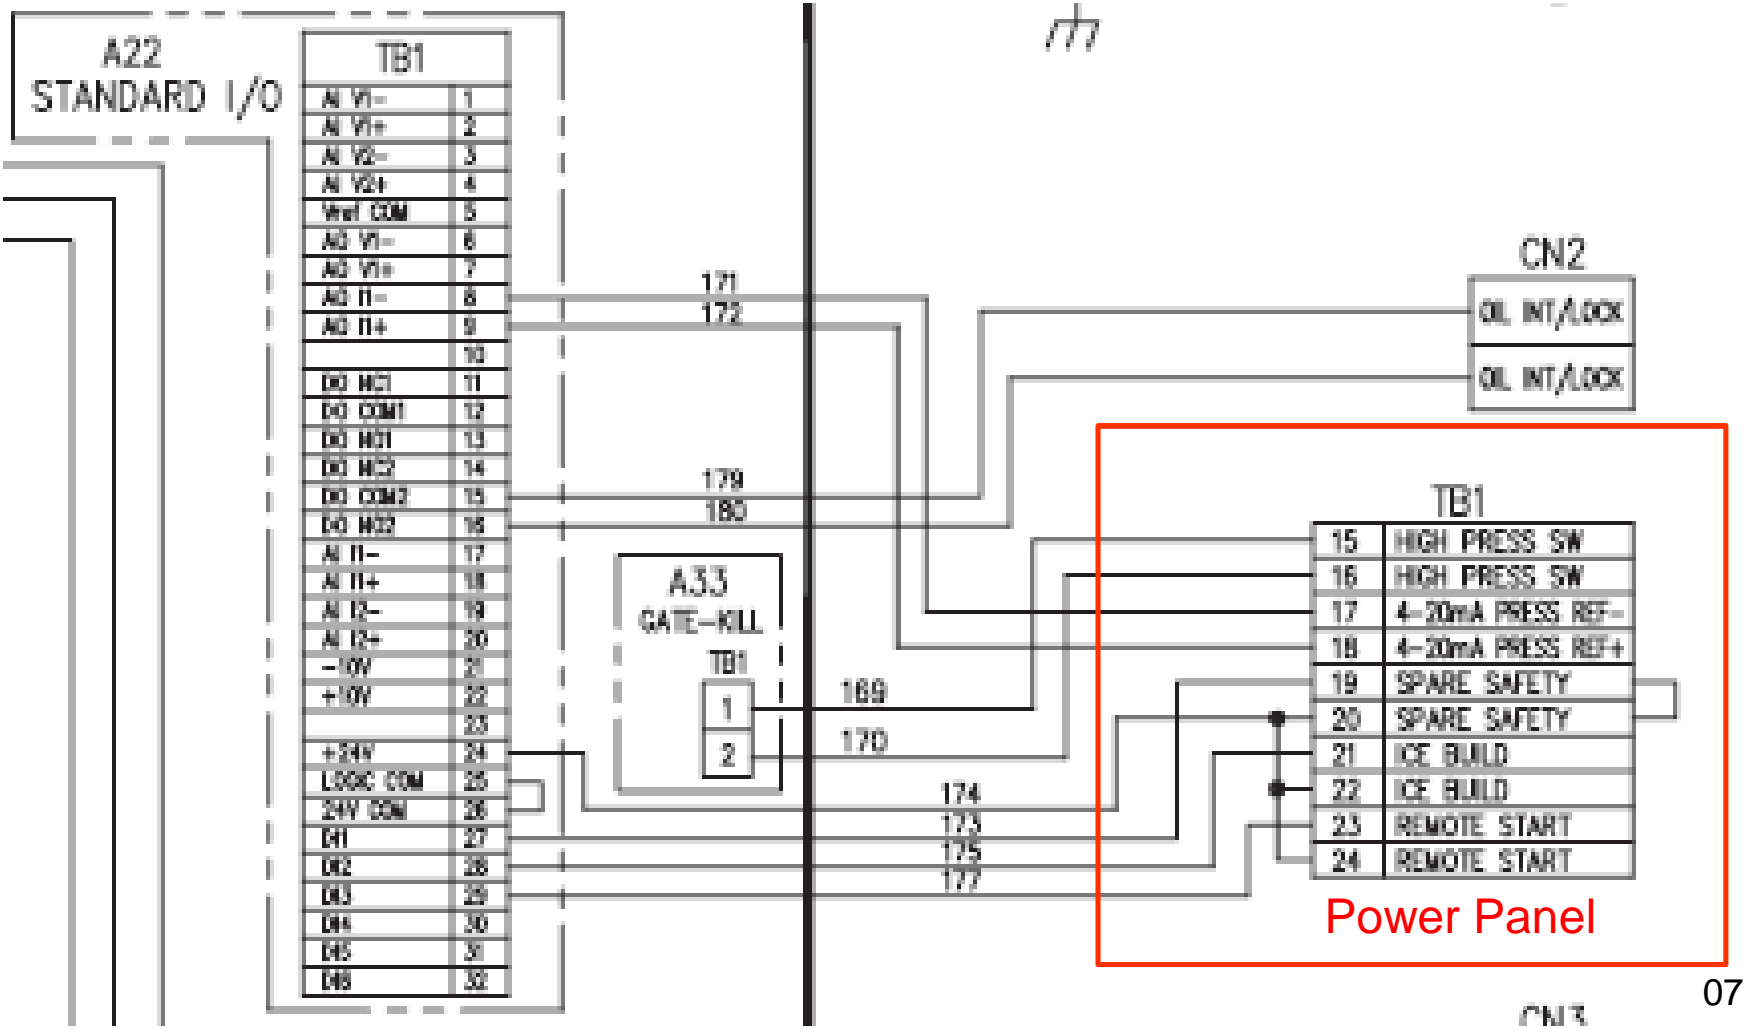 A22
STANDARD I/O
TB1
AI V1- 1
AI V1+ 2
AI V2- 3
AI V2+ 4
Vref COM 5
AO V1- 6
AO V1+ 7
AO I1- 8
AO I1+ 9
10
DO NC1 11
DO COM1 12
DO NO1 13
DO NC2 14
DO COM2 15
DO NO2 16
AI I1- 17
AI I1+ 18
AI I2- 19
AI I2+ 20
-10V 21
+10V 22
23
+24V 24
LOGIC COM 25
24V COM 26
DI1 27
DI2 28
DI3 29
DI4 30
DI5 31
DI6 32
171
172
179
180
A33
GATE-KILL
TB1
1
2
169
170
174
173
175
177
CN2
OIL INT/LOCK
OIL INT/LOCK
TB1
15 HIGH PRESS SW
16 HIGH PRESS SW
17 4-20mA PRESS REF-
18 4-20mA PRESS REF+
19 SPARE SAFETY
20 SPARE SAFETY
21 ICE BUILD
22 ICE BUILD
23 REMOTE START
24 REMOTE START
Power Panel
07
CN3